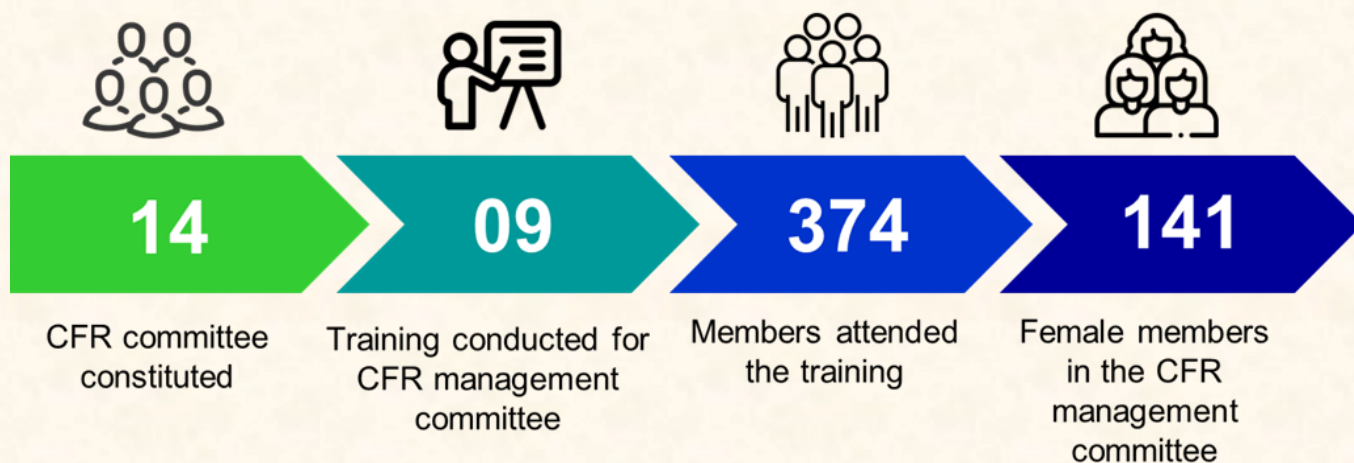 14
09
374
141
CFR committee
constituted
Training conducted for
CFR management
committee
Members attended
the training
Female members
in the CFR
management
committee